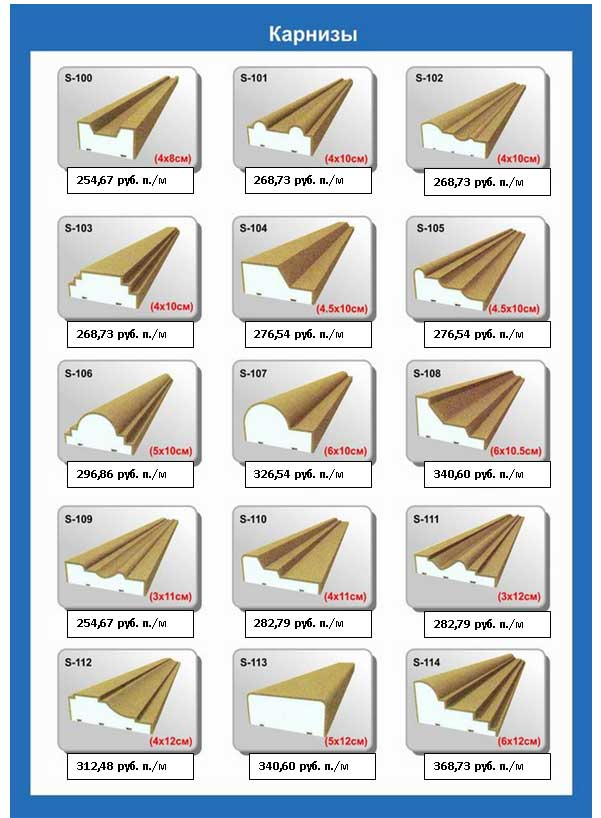 Карнизы
S-100
(4x8см)
254,67 руб. п./м
S-101
(4x10см)
268,73 руб. п./м
S-102
(4x10см)
268,73 руб. п./м
S-103
(4x10см)
268,73 руб. п./м
S-104
(4.5x10см)
276,54 руб. п./м
S-105
(4.5x10см)
276,54 руб. п./м
S-106
(5x10см)
296,86 руб. п./м
S-107
(6x10см)
326,54 руб. п./м
S-108
(6x10.5см)
340,60 руб. п./м
S-109
(3x11см)
254,67 руб. п./м
S-110
(4x11см)
282,79 руб. п./м
S-111
(3x12см)
282,79 руб. п./м
S-112
(4x12см)
312,48 руб. п./м
S-113
(5x12см)
340,60 руб. п./м
S-114
(6x12см)
368,73 руб. п./м